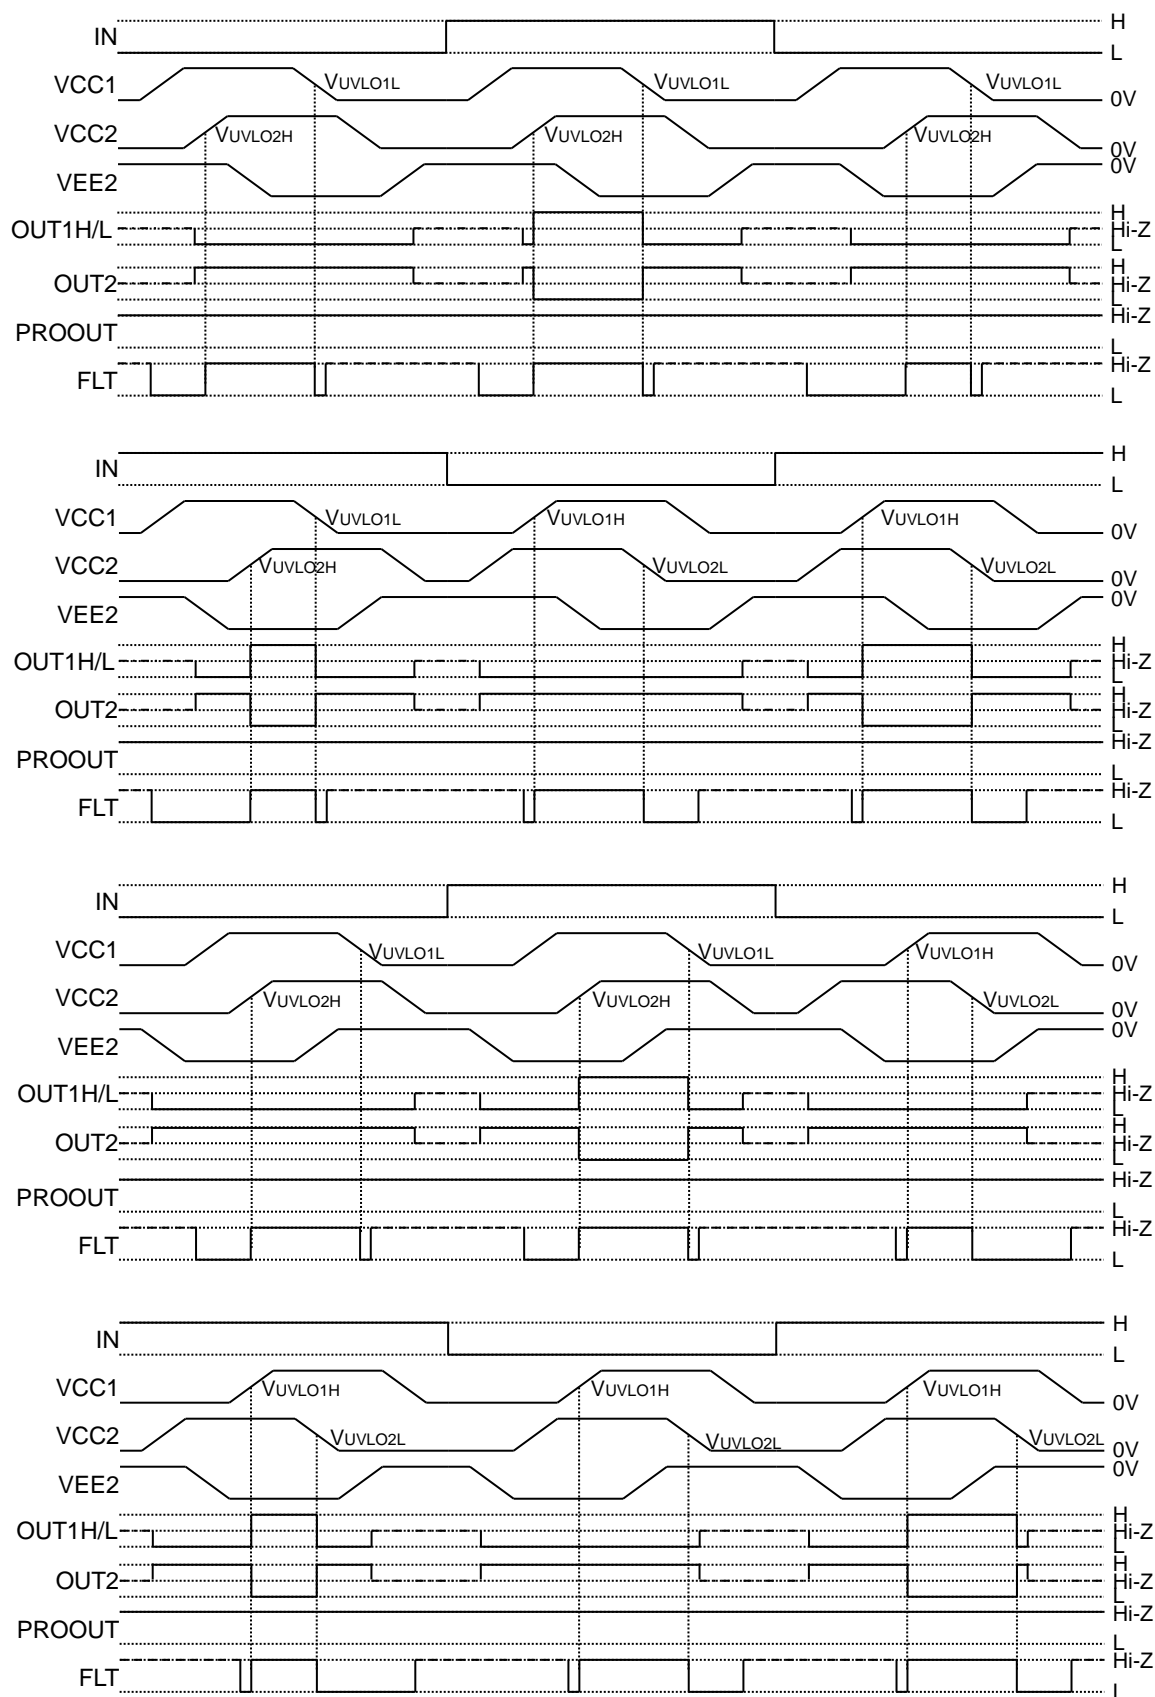 IN H
L
VCC1 VUVLO1L VUVLO1L VUVLO1L 0V
VCC2 VUVLO2H VUVLO2H VUVLO2H 0V
VEE2 0V
OUT1H/L H
Hi-Z
L
OUT2 H
Hi-Z
L
PROOUT Hi-Z
L
FLT Hi-Z
L
IN H
L
VCC1 VUVLO1L VUVLO1H VUVLO1H 0V
VCC2 VUVLO2H VUVLO2L VUVLO2L 0V
VEE2 0V
OUT1H/L H
Hi-Z
L
OUT2 H
Hi-Z
L
PROOUT Hi-Z
L
FLT Hi-Z
L
IN H
L
VCC1 VUVLO1L VUVLO1L VUVLO1H 0V
VCC2 VUVLO2H VUVLO2H VUVLO2L 0V
VEE2 0V
OUT1H/L H
Hi-Z
L
OUT2 H
Hi-Z
L
PROOUT Hi-Z
L
FLT Hi-Z
L
IN H
L
VCC1 VUVLO1H VUVLO1H VUVLO1H 0V
VCC2 VUVLO2L VUVLO2L VUVLO2L 0V
VEE2 0V
OUT1H/L H
Hi-Z
L
OUT2 H
Hi-Z
L
PROOUT Hi-Z
L
FLT Hi-Z
L